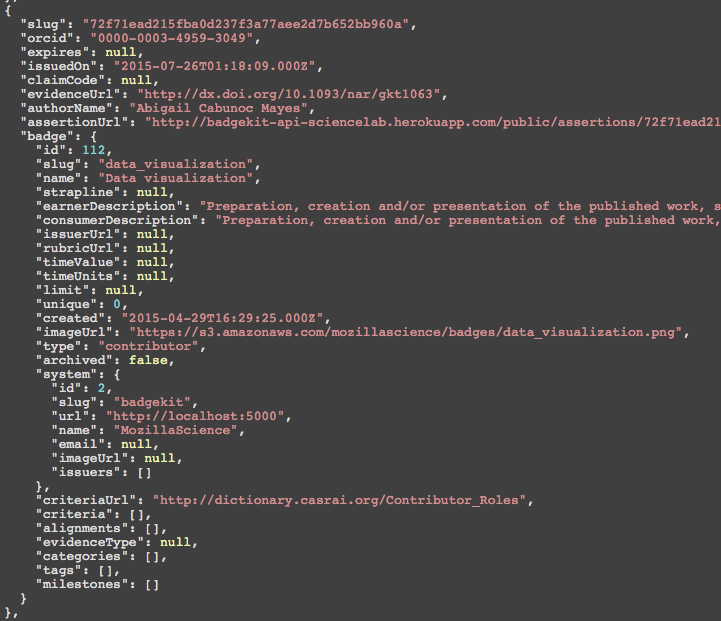 {
"slug": "72f71ead215fba0d237f3a77aee2d7b652bb960a",
"orcid": "0000-0003-4959-3049",
"expires": null,
"issuedOn": "2015-07-26T01:18:09.000Z",
"claimCode": null,
"evidenceUrl": "http://dx.doi.org/10.1093/nar/gkt1063",
"authorName": "Abigail Cabunoc Mayes",
"assertionUrl": "http://badgekit-api-sciencelab.herokuapp.com/public/assertions/72f71ead21
"badge": {
"id": 112,
"slug": "data_visualization",
"name": "Data visualization",
"strapline": null,
"earnerDescription": "Preparation, creation and/or presentation of the published work, s
"consumerDescription": "Preparation, creation and/or presentation of the published work,
"issuerUrl": null,
"rubricUrl": null,
"timeValue": null,
"timeUnits": null,
"limit": null,
"unique": 0,
"created": "2015-04-29T16:29:25.000Z",
"imageUrl": "https://s3.amazonaws.com/mozillascience/badges/data_visualization.png",
"type": "contributor",
"archived": false,
"system": {
"id": 2,
"slug": "badgekit",
"url": "http://localhost:5000",
"name": "MozillaScience",
"email": null,
"imageUrl": null,
"issuers": []
},
"criteriaUrl": "http://dictionary.casrai.org/Contributor_Roles",
"criteria": [],
"alignments": [],
"evidenceType": null,
"categories": [],
"tags": [],
"milestones": []
}
},